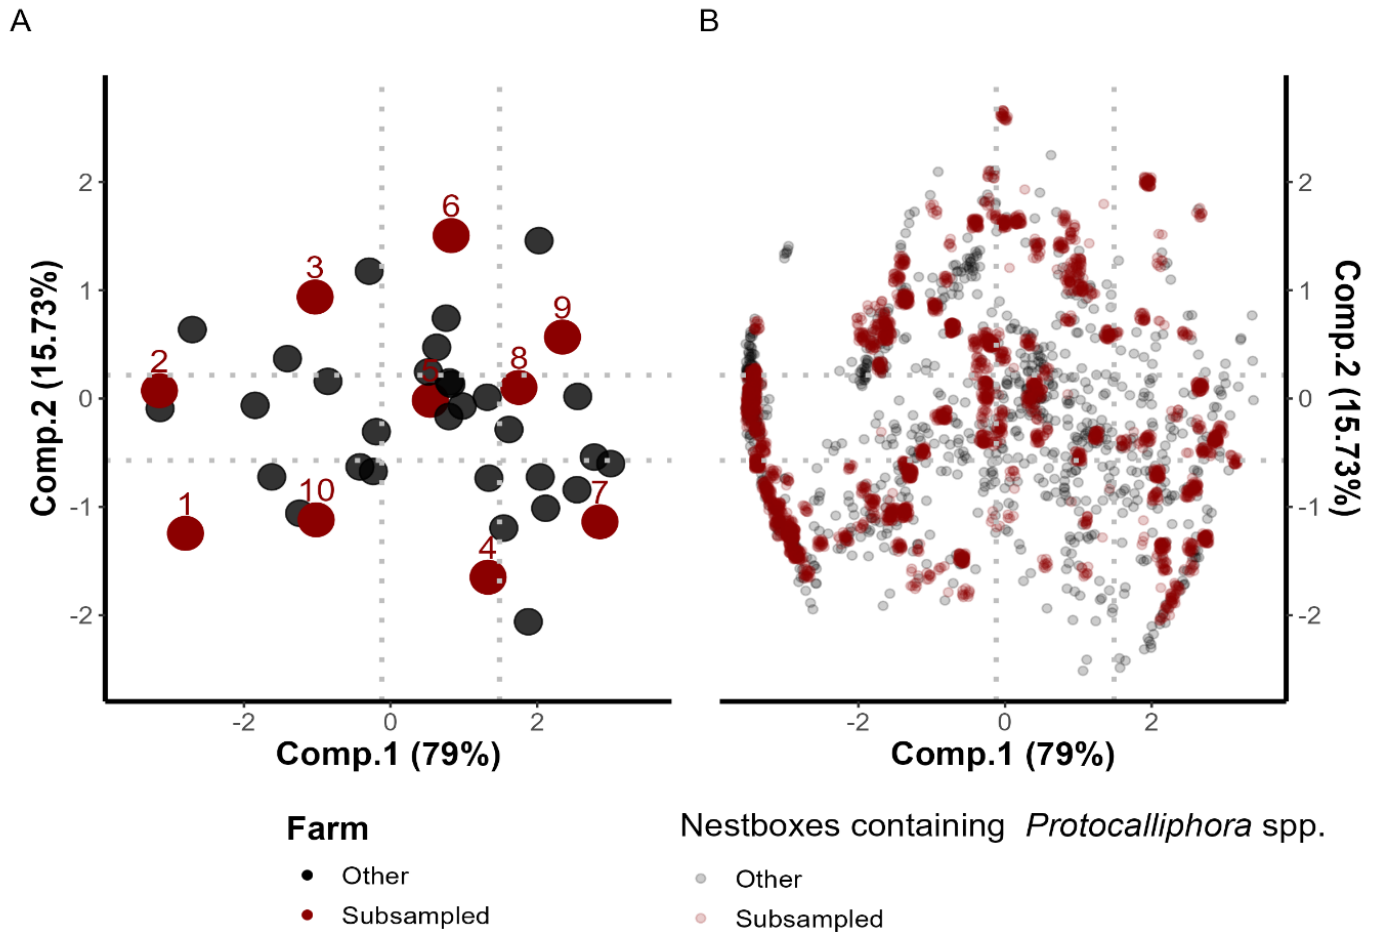 A
B
2
1
0
-1
-2
Comp.2 (15.73%)
6
3
9
8
2
5
10
1
7
4
-2
0
2
Comp.1 (79%)
2
1
0
-1
-2
Comp.2 (15.73%)
-2
0
2
Comp.1 (79%)
Farm
Other
Subsampled
Nestboxes containing Protocalliphora spp.
Other
Subsampled